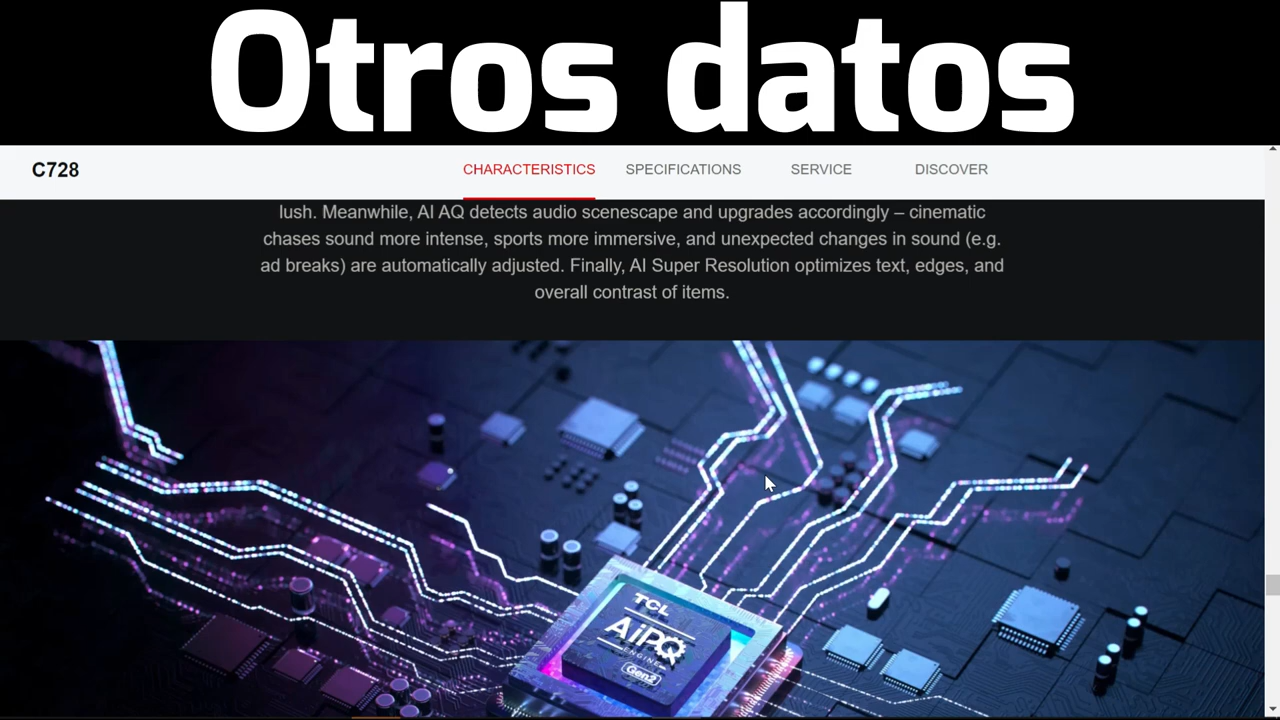 Otros datos
C728
CHARACTERISTICS
SPECIFICATIONS
SERVICE
DISCOVER
lush. Meanwhile, AI AQ detects audio scenescape and upgrades accordingly – cinematic
chases sound more intense, sports more immersive, and unexpected changes in sound (e.g.
ad breaks) are automatically adjusted. Finally, AI Super Resolution optimizes text, edges, and
overall contrast of items.
TCL
AiPQ
ENGINE
Gen2